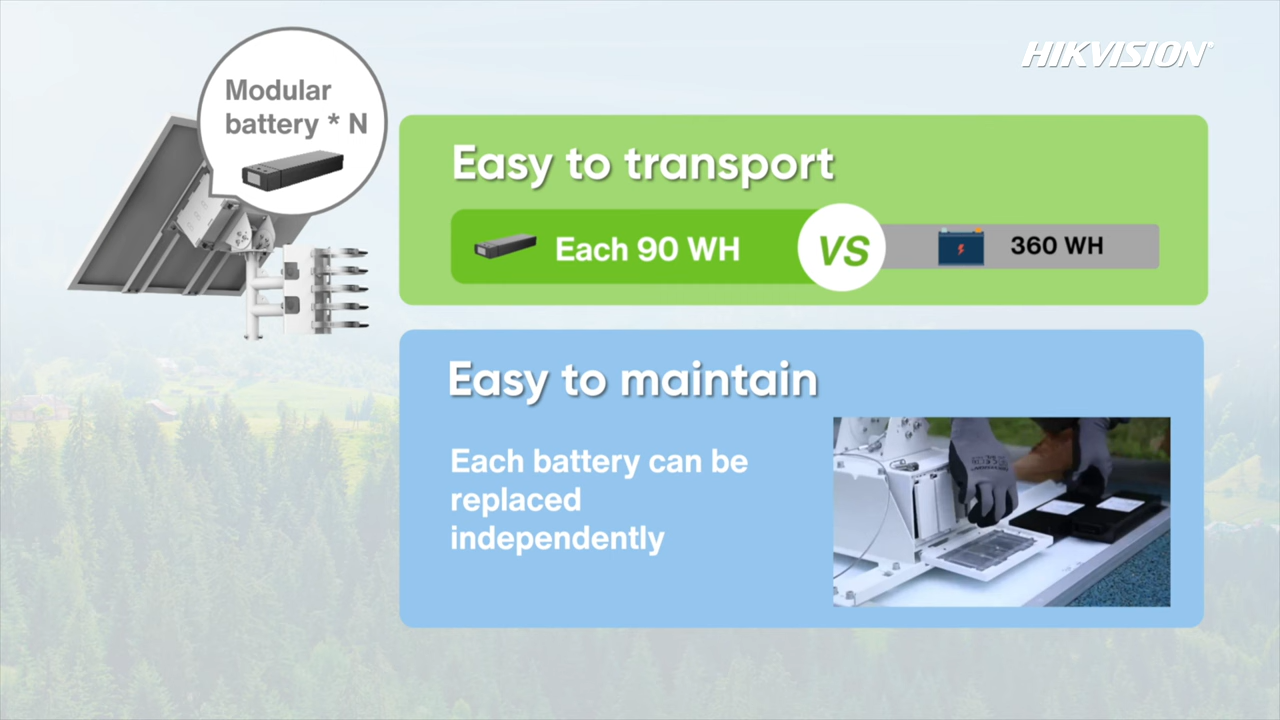 HIKVISION
Modular
battery * N
Easy to transport
Each 90 WH
VS
360 WH
Easy to maintain
Each battery can be
replaced
independently